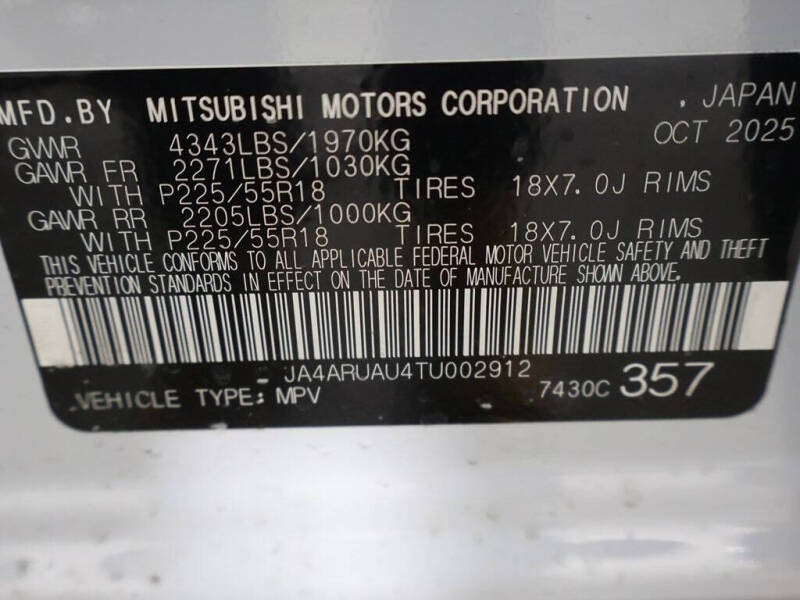 MFD.BY MITSUBISHI MOTORS CORPORATION . JAPAN
GVWR 4343LBS/1970KG OCT 2025
GAWR FR 2271LBS/1030KG
WITH P225/55R18 TIRES 18X7.0J RIMS
GAWR RR 2205LBS/1000KG
WITH P225/55R18 TIRES 18X7.0J RIMS
THIS VEHICLE CONFORMS TO ALL APPLICABLE FEDERAL MOTOR VEHICLE SAFETY AND THEFT
PREVENTION STANDARDS IN EFFECT ON THE DATE OF MANUFACTURE SHOWN ABOVE.
JA4ARUAU4TU002912
VEHICLE TYPE: MPV 7430C 357